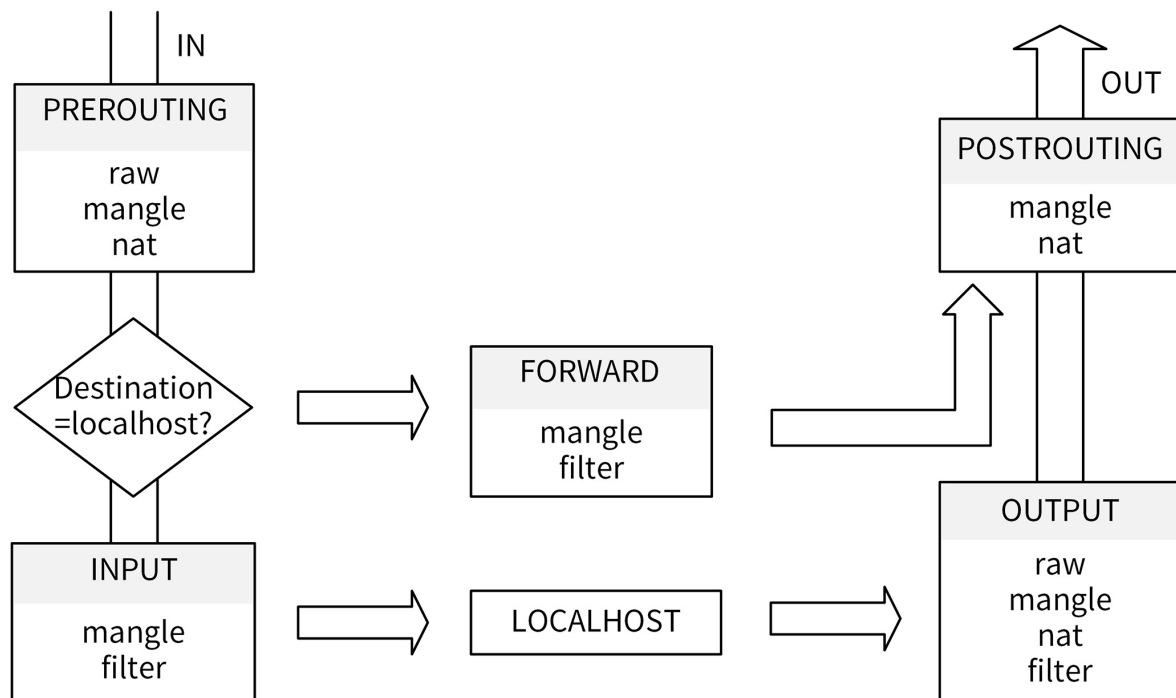 IN
PREROUTING
raw
mangle
nat
Destination
=localhost?
INPUT
mangle
filter
FORWARD
mangle
filter
LOCALHOST
OUT
POSTROUTING
mangle
nat
OUTPUT
raw
mangle
nat
filter